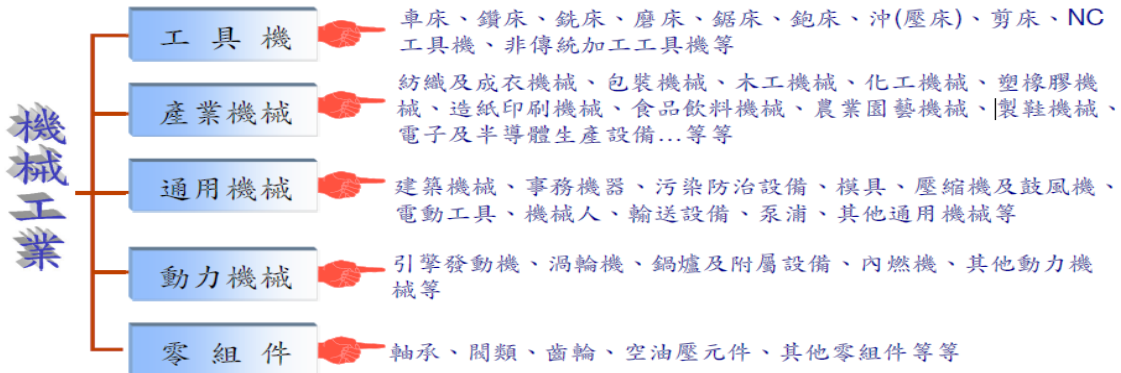 機械工業
工具機
車床、鑽床、銑床、磨床、鋸床、鉋床、沖(壓床)、剪床、NC
工具機、非傳統加工工具機等
產業機械
紡織及成衣機械、包裝機械、木工機械、化工機械、塑橡膠機
械、造紙印刷機械、食品飲料機械、農業園藝機械、製鞋機械、
電子及半導體生產設備...等等
通用機械
建築機械、事務機器、污染防治設備、模具、壓縮機及鼓風機、
電動工具、機械人、輸送設備、泵浦、其他通用機械等
動力機械
引擎發動機、渦輪機、鍋爐及附屬設備、內燃機、其他動力機
械等
零組件
軸承、閥類、齒輪、空油壓元件、其他零組件等等